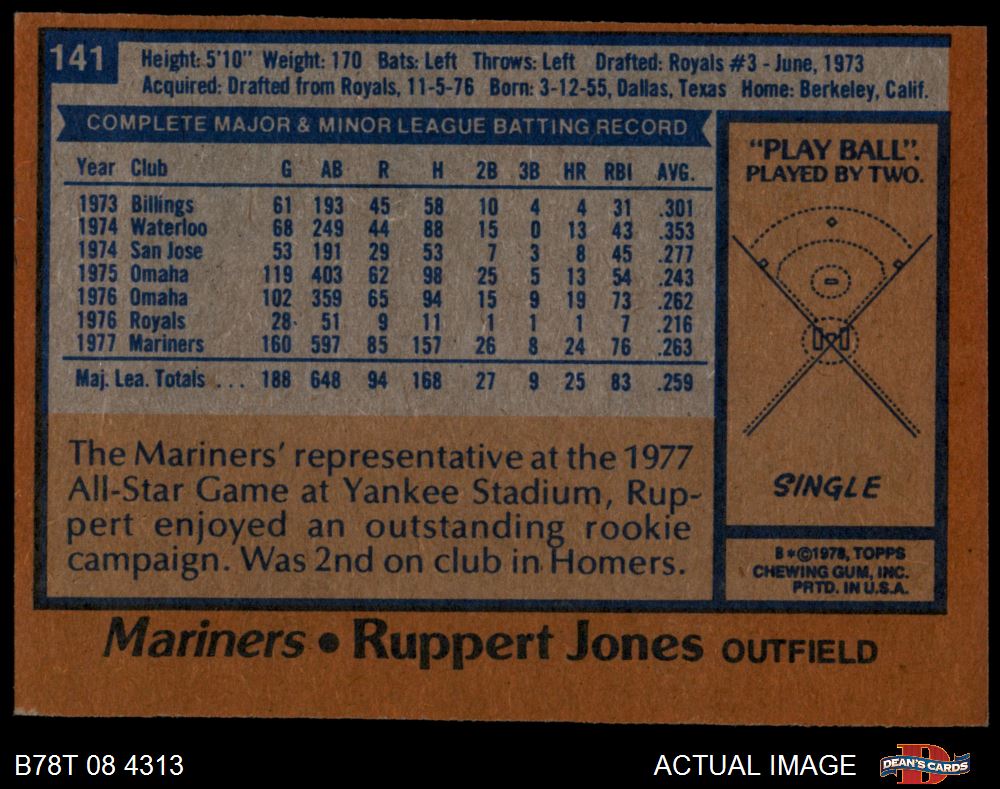 141
Height: 5'10" Weight: 170 Bats: Left Throws: Left Drafted: Royals #3 - June, 1973
Acquired: Drafted from Royals, 11-5-76 Born: 3-12-55, Dallas, Texas Home: Berkeley, Calif.
COMPLETE MAJOR & MINOR LEAGUE BATTING RECORD
Year Club G AB R H 2B 3B HR RBI AVG.
1973 Billings 61 193 45 58 10 4 4 31 .301
1974 Waterloo 68 249 44 88 15 0 13 43 .353
1974 San Jose 53 191 29 53 7 3 8 45 .277
1975 Omaha 119 403 62 98 25 5 13 54 .243
1976 Omaha 102 359 65 94 15 9 19 73 .262
1976 Royals 28 51 9 11 1 1 1 7 .216
1977 Mariners 160 597 85 157 26 8 24 76 .263
Maj. Lea. Totals ... 188 648 94 168 27 9 25 83 .259
The Mariners' representative at the 1977
All-Star Game at Yankee Stadium, Rup-
pert enjoyed an outstanding rookie
campaign. Was 2nd on club in Homers.
"PLAY BALL".
PLAYED BY TWO.
SINGLE
B*©1978, TOPPS
CHEWING GUM, INC.
PRTD. IN U.S.A.
Mariners • Ruppert Jones OUTFIELD
B78T 08 4313
ACTUAL IMAGE
D
DEAN'S CARDS